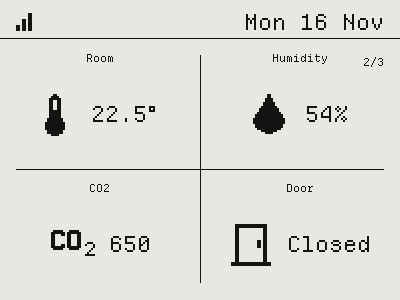 Mon 16 Nov
Room
22.5°
Humidity
2/3
54%
CO2
CO2 650
Door
Closed